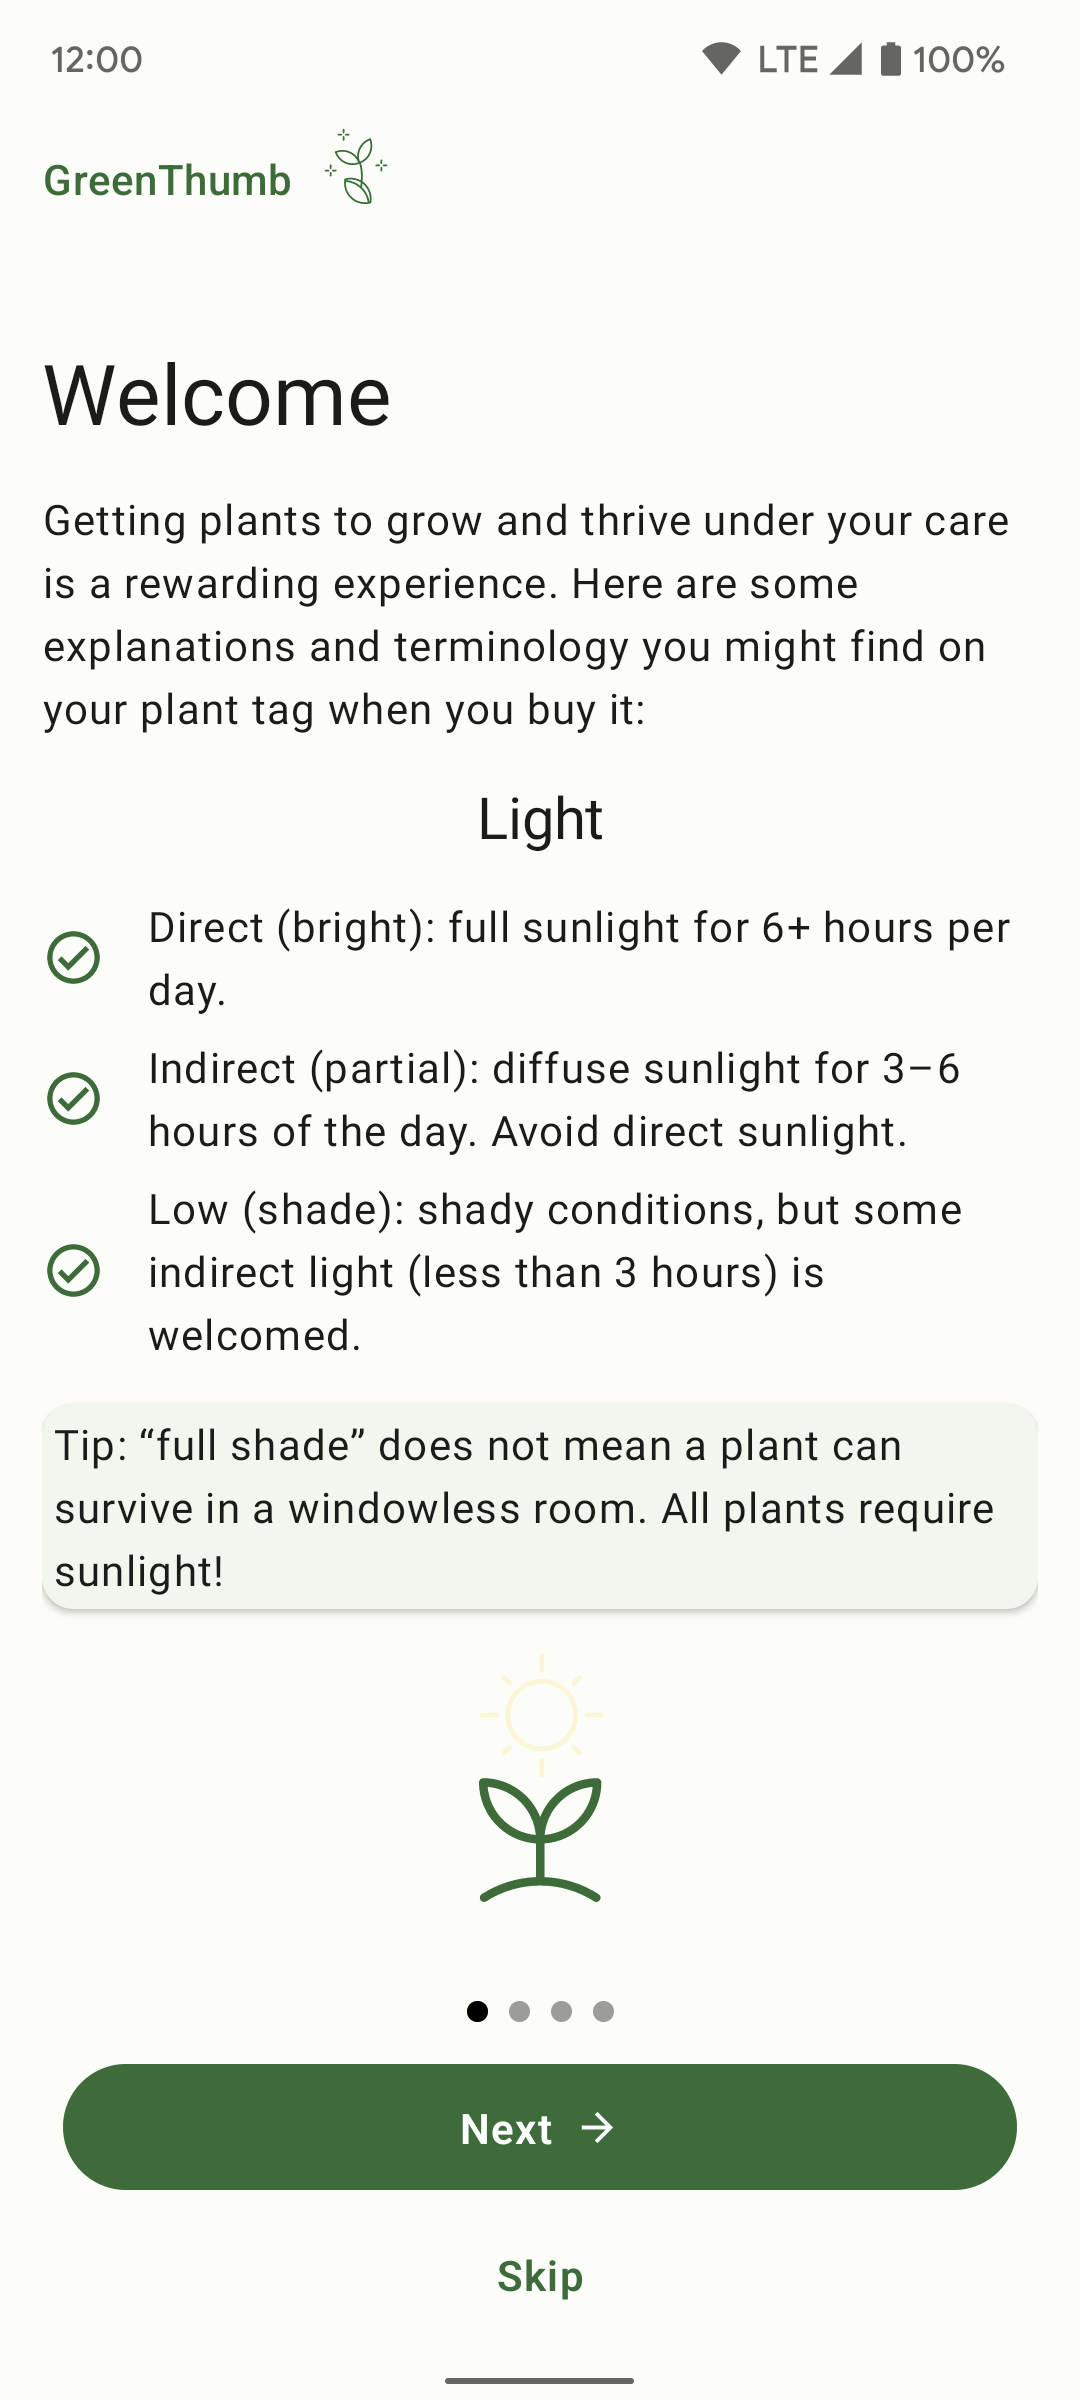 12:00
LTE
100%
GreenThumb
Welcome
Getting plants to grow and thrive under your care
is a rewarding experience. Here are some
explanations and terminology you might find on
your plant tag when you buy it:
Light
Direct (bright): full sunlight for 6+ hours per
day.
Indirect (partial): diffuse sunlight for 3–6
hours of the day. Avoid direct sunlight.
Low (shade): shady conditions, but some
indirect light (less than 3 hours) is
welcomed.
Tip: “full shade” does not mean a plant can
survive in a windowless room. All plants require
sunlight!
Next
Skip